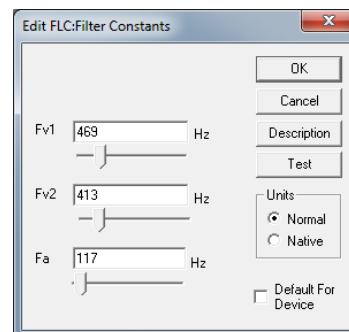 Edit FLC:Filter Constants
OK
Cancel
Fv1 469 Hz
Description
Test
Fv2 413 Hz
Units
Normal
Native
Fa 117 Hz
Default For
Device